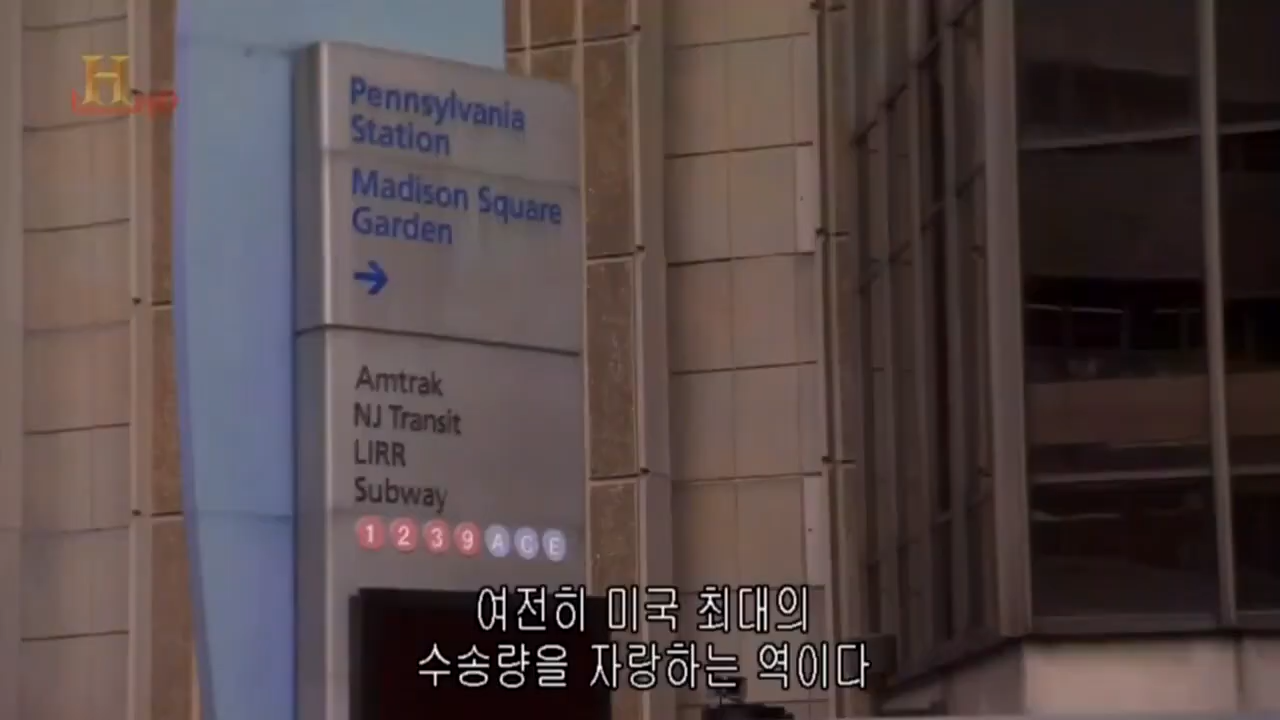 H
Pennsylvania
Station
Madison Square
Garden
→
Amtrak
NJ Transit
LIRR
Subway
1 2 3 9 A C E
여전히 미국 최대의
수송량을 자랑하는 역이다